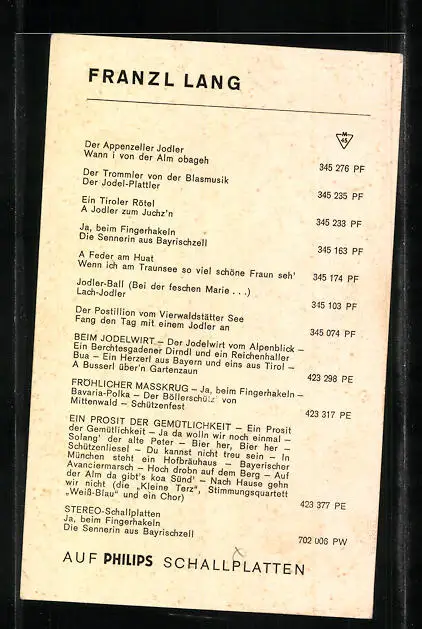 FRANZL LANG
M
45
Der Appenzeller Jodler
Wann i von der Alm obageh 345 276 PF
Der Trommler von der Blasmusik
Der Jodel-Plattler 345 235 PF
Ein Tiroler Rötel
A Jodler zum Juchz'n 345 233 PF
Ja, beim Fingerhakeln
Die Sennerin aus Bayrischzell 345 163 PF
A Feder am Huat
Wenn ich am Traunsee so viel schöne Fraun seh' 345 174 PF
Jodler-Ball (Bei der feschen Marie . . .)
Lach-Jodler 345 103 PF
Der Postillion vom Vierwaldstätter See
Fang den Tag mit einem Jodler an 345 074 PF
BEIM JODELWIRT – Der Jodelwirt vom Alpenblick –
Ein Berchtesgadener Dirndl und ein Reichenhaller
Bua – Ein Herzerl aus Bayern und eins aus Tirol –
A Busserl über'n Gartenzaun 423 298 PE
FRÖHLICHER MASSKRUG – Ja, beim Fingerhakeln –
Bavaria-Polka – Der Böllerschütz von
Mittenwald – Schützenfest 423 317 PE
EIN PROSIT DER GEMÜTLICHKEIT – Ein Prosit
der Gemütlichkeit – Ja da wolln wir noch einmal –
Solang' der alte Peter – Bier her, Bier her –
Schützenliesel – Du kannst nicht treu sein – In
München steht ein Hofbräuhaus – Bayerischer
Avanciermarsch – Hoch drobn auf dem Berg – Auf
der Alm da gibt's koa Sünd' – Nach Hause gehn
wir nicht (die „Kleine Terz", Stimmungsquartett
„Weiß-Blau" und ein Chor) 423 377 PE
STEREO-Schallplatten
Ja, beim Fingerhakeln
Die Sennerin aus Bayrischzell 702 006 PW
AUF PHILIPS SCHALLPLATTEN